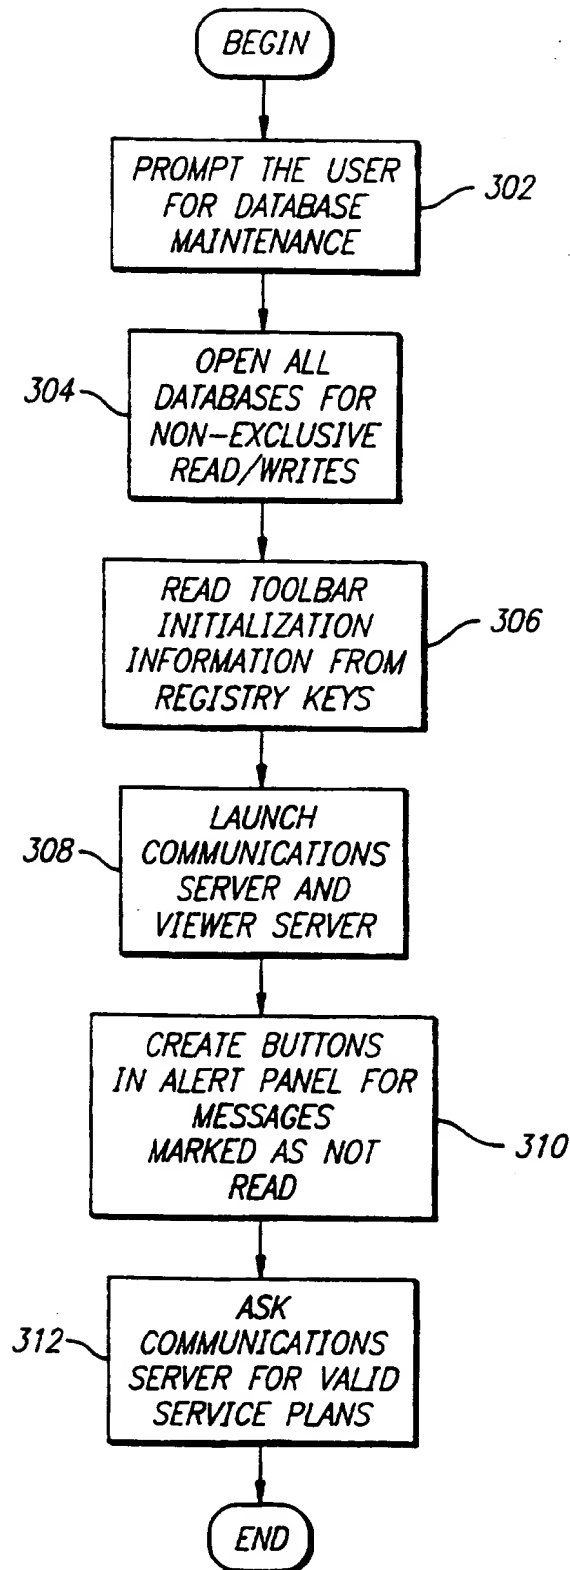 BEGIN
PROMPT THE USER
FOR DATABASE
MAINTENANCE
302
OPEN ALL
DATABASES FOR
NON-EXCLUSIVE
READ/WRITES
304
READ TOOLBAR
INITIALIZATION
INFORMATION FROM
REGISTRY KEYS
306
LAUNCH
COMMUNICATIONS
SERVER AND
VIEWER SERVER
308
CREATE BUTTONS
IN ALERT PANEL FOR
MESSAGES
MARKED AS NOT
READ
310
ASK
COMMUNICATIONS
SERVER FOR VALID
SERVICE PLANS
312
END